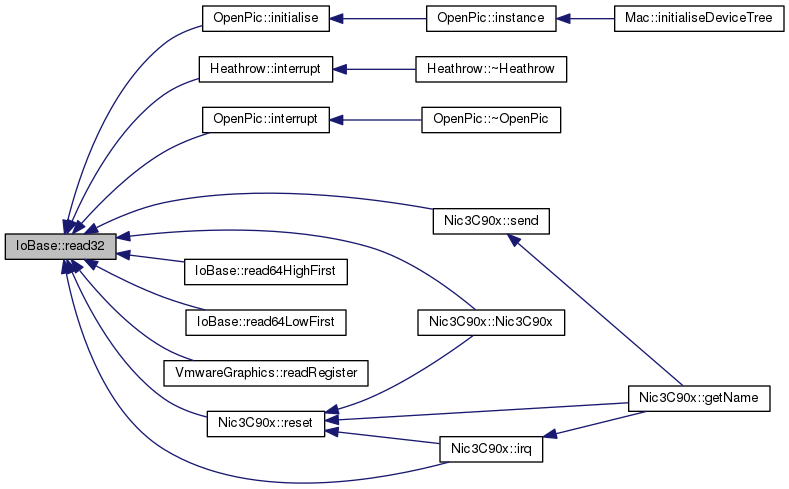 OpenPic::initialise
OpenPic::instance
Mac::initialiseDeviceTree
Heathrow::interrupt
Heathrow::~Heathrow
OpenPic::interrupt
OpenPic::~OpenPic
Nic3C90x::send
IoBase::read32
IoBase::read64HighFirst
IoBase::read64LowFirst
Nic3C90x::Nic3C90x
VmwareGraphics::readRegister
Nic3C90x::getName
Nic3C90x::reset
Nic3C90x::irq